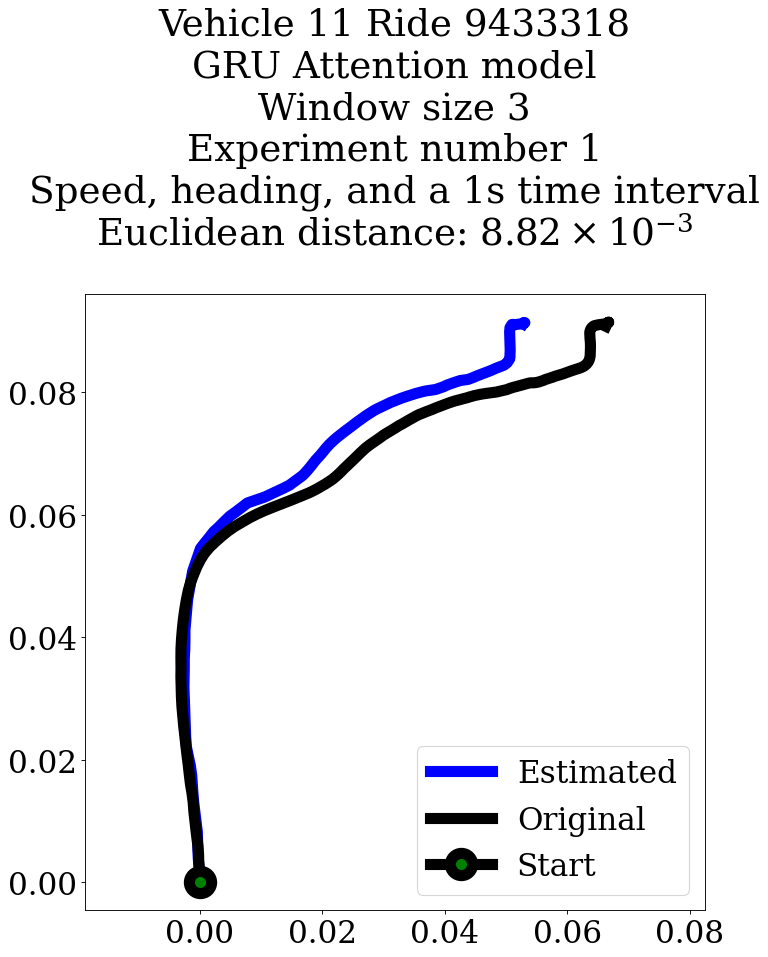 Vehicle 11 Ride 9433318
GRU Attention model
Window size 3
Experiment number 1
Speed, heading, and a 1s time interval
Euclidean distance: 8.82 × 10⁻³
0.08
0.06
0.04
0.02
0.00
Estimated
Original
Start
0.00 0.02 0.04 0.06 0.08